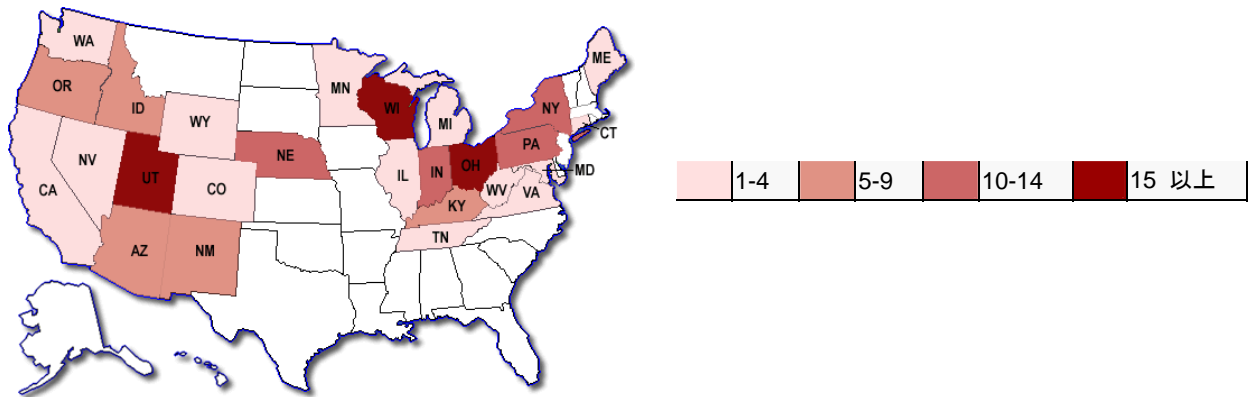 WA
ME
OR
MN
ID
WI
NY
WY
MI
CT
PA
NE
NV
IL
IN
OH
MD
UT
CO
WV
VA
CA
KY
TN
AZ
NM
1-4
5-9
10-14
15 以上